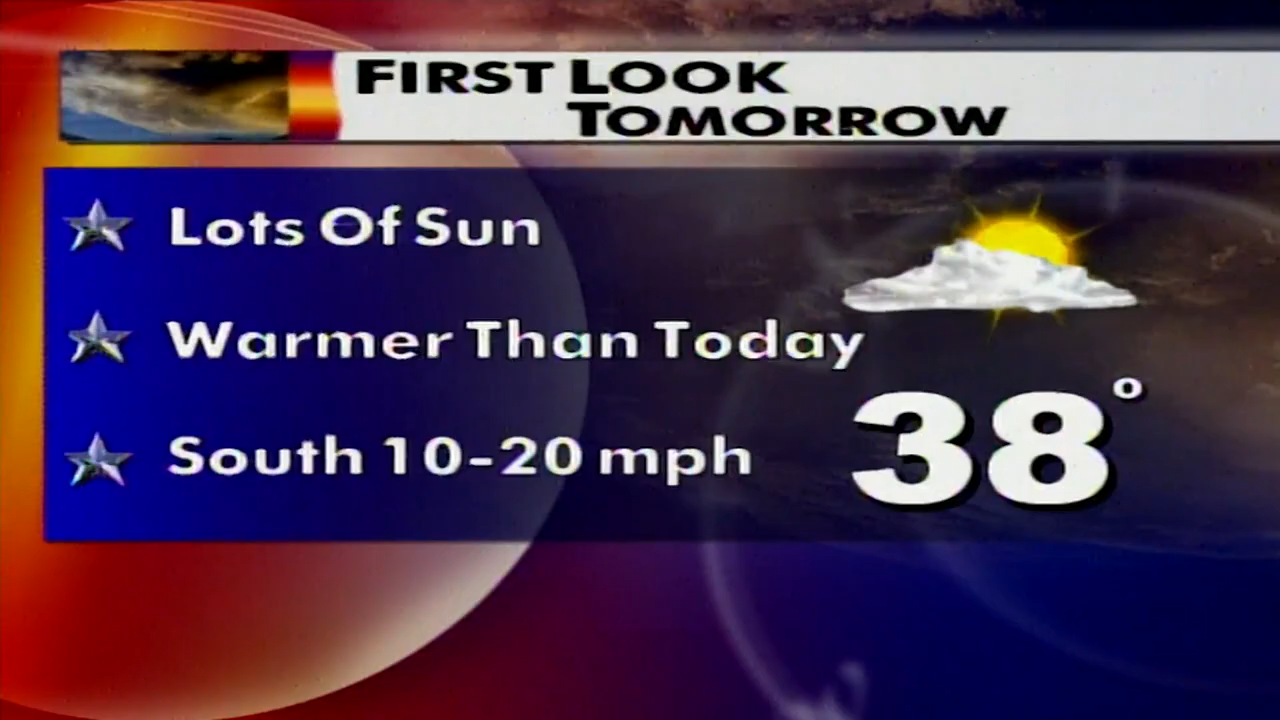 First Look
Tomorrow
Lots Of Sun
Warmer Than Today
South 10-20 mph
38°